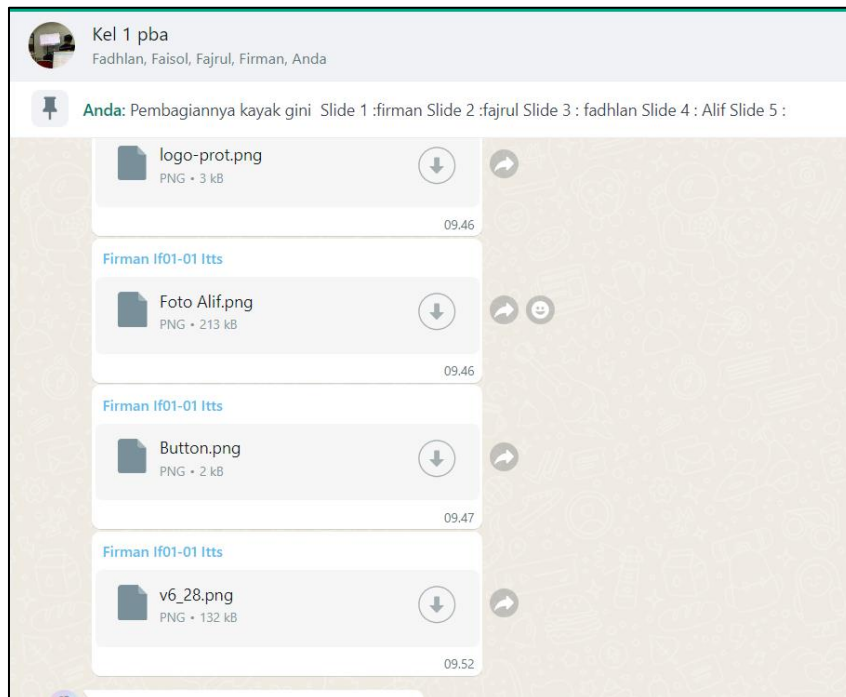 Kel 1 pba
Fadhlan, Faisol, Fajrul, Firman, Anda
Anda: Pembagiannya kayak gini Slide 1 :firman Slide 2 :fajrul Slide 3 : fadhlan Slide 4 : Alif Slide 5 :
logo-prot.png
PNG • 3 kB
09.46
Firman If01-01 Itts
Foto Alif.png
PNG • 213 kB
09.46
Firman If01-01 Itts
Button.png
PNG • 2 kB
09.47
Firman If01-01 Itts
v6_28.png
PNG • 132 kB
09.52